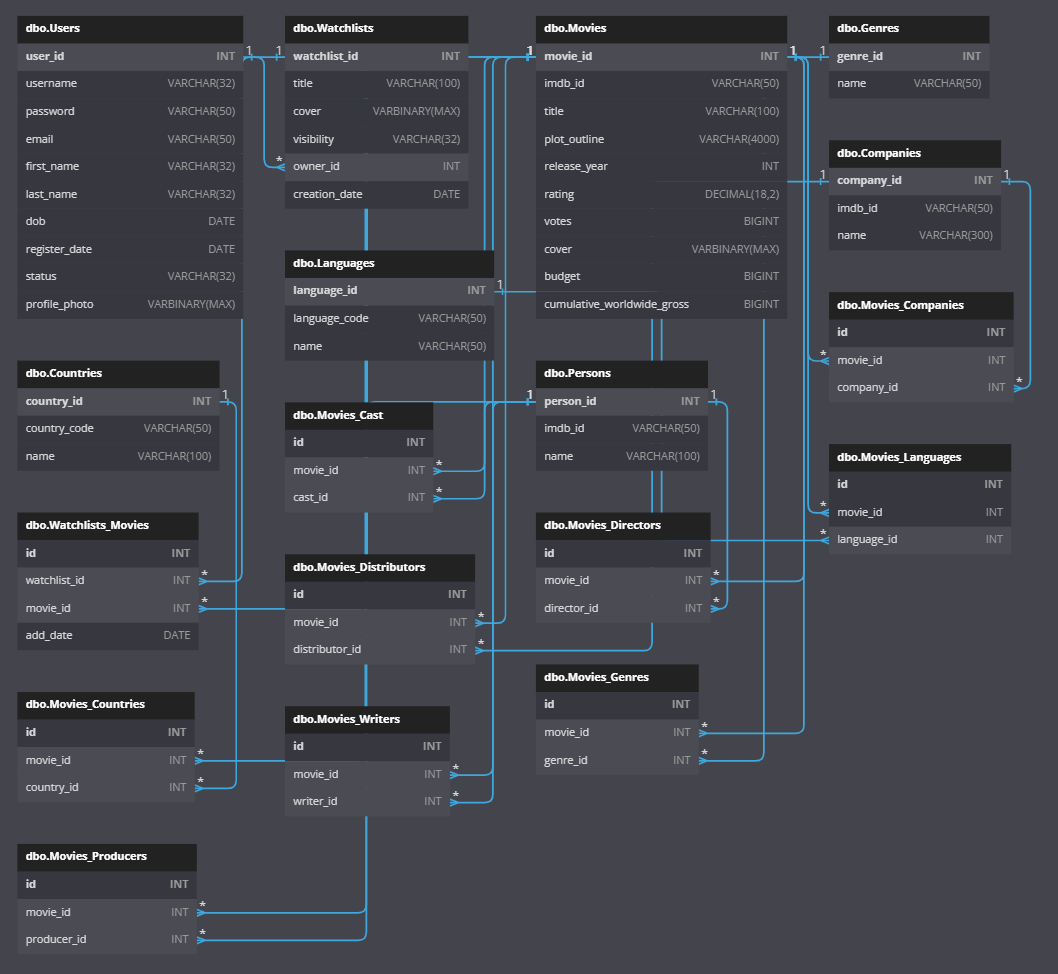 dbo.Users
user_id INT
username VARCHAR(32)
password VARCHAR(50)
email VARCHAR(50)
first_name VARCHAR(32)
last_name VARCHAR(32)
dob DATE
register_date DATE
status VARCHAR(32)
profile_photo VARBINARY(MAX)
1
dbo.Watchlists
1
watchlist_id INT
title VARCHAR(100)
cover VARBINARY(MAX)
visibility VARCHAR(32)
*
owner_id INT
creation_date DATE
dbo.Movies
1
movie_id INT
1
imdb_id VARCHAR(50)
title VARCHAR(100)
plot_outline VARCHAR(4000)
release_year INT
rating DECIMAL(18,2)
votes BIGINT
cover VARBINARY(MAX)
budget BIGINT
cumulative_worldwide_gross BIGINT
dbo.Genres
1
genre_id INT
name VARCHAR(50)
dbo.Companies
1
company_id INT
1
imdb_id VARCHAR(50)
name VARCHAR(300)
dbo.Languages
language_id INT
1
language_code VARCHAR(50)
name VARCHAR(50)
dbo.Movies_Companies
id INT
*
movie_id INT
company_id INT
*
dbo.Countries
country_id INT
1
country_code VARCHAR(50)
name VARCHAR(100)
dbo.Movies_Cast
id INT
movie_id INT
*
cast_id INT
*
dbo.Persons
1
person_id INT
1
imdb_id VARCHAR(50)
name VARCHAR(100)
dbo.Movies_Languages
id INT
*
movie_id INT
*
language_id INT
dbo.Watchlists_Movies
id INT
watchlist_id INT
*
movie_id INT
*
add_date DATE
dbo.Movies_Distributors
id INT
movie_id INT
*
distributor_id INT
*
dbo.Movies_Directors
id INT
movie_id INT
*
director_id INT
*
dbo.Movies_Countries
id INT
movie_id INT
*
country_id INT
*
dbo.Movies_Writers
id INT
movie_id INT
*
writer_id INT
*
dbo.Movies_Genres
id INT
movie_id INT
*
genre_id INT
*
dbo.Movies_Producers
id INT
movie_id INT
*
producer_id INT
*